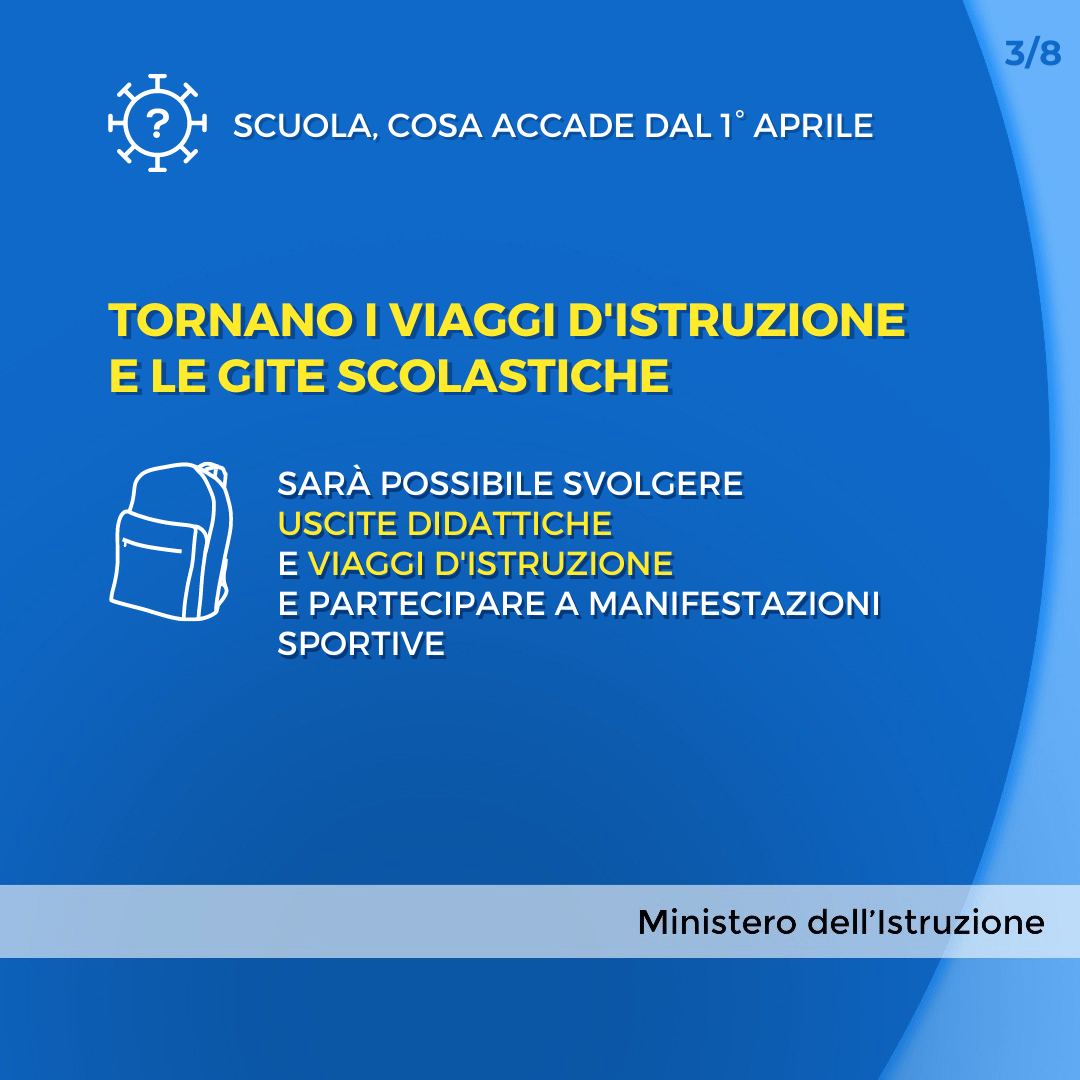 3/8
?
SCUOLA, COSA ACCADE DAL 1° APRILE
TORNANO I VIAGGI D'ISTRUZIONE
E LE GITE SCOLASTICHE
SARÀ POSSIBILE SVOLGERE
USCITE DIDATTICHE
E VIAGGI D'ISTRUZIONE
E PARTECIPARE A MANIFESTAZIONI
SPORTIVE
Ministero dell’Istruzione